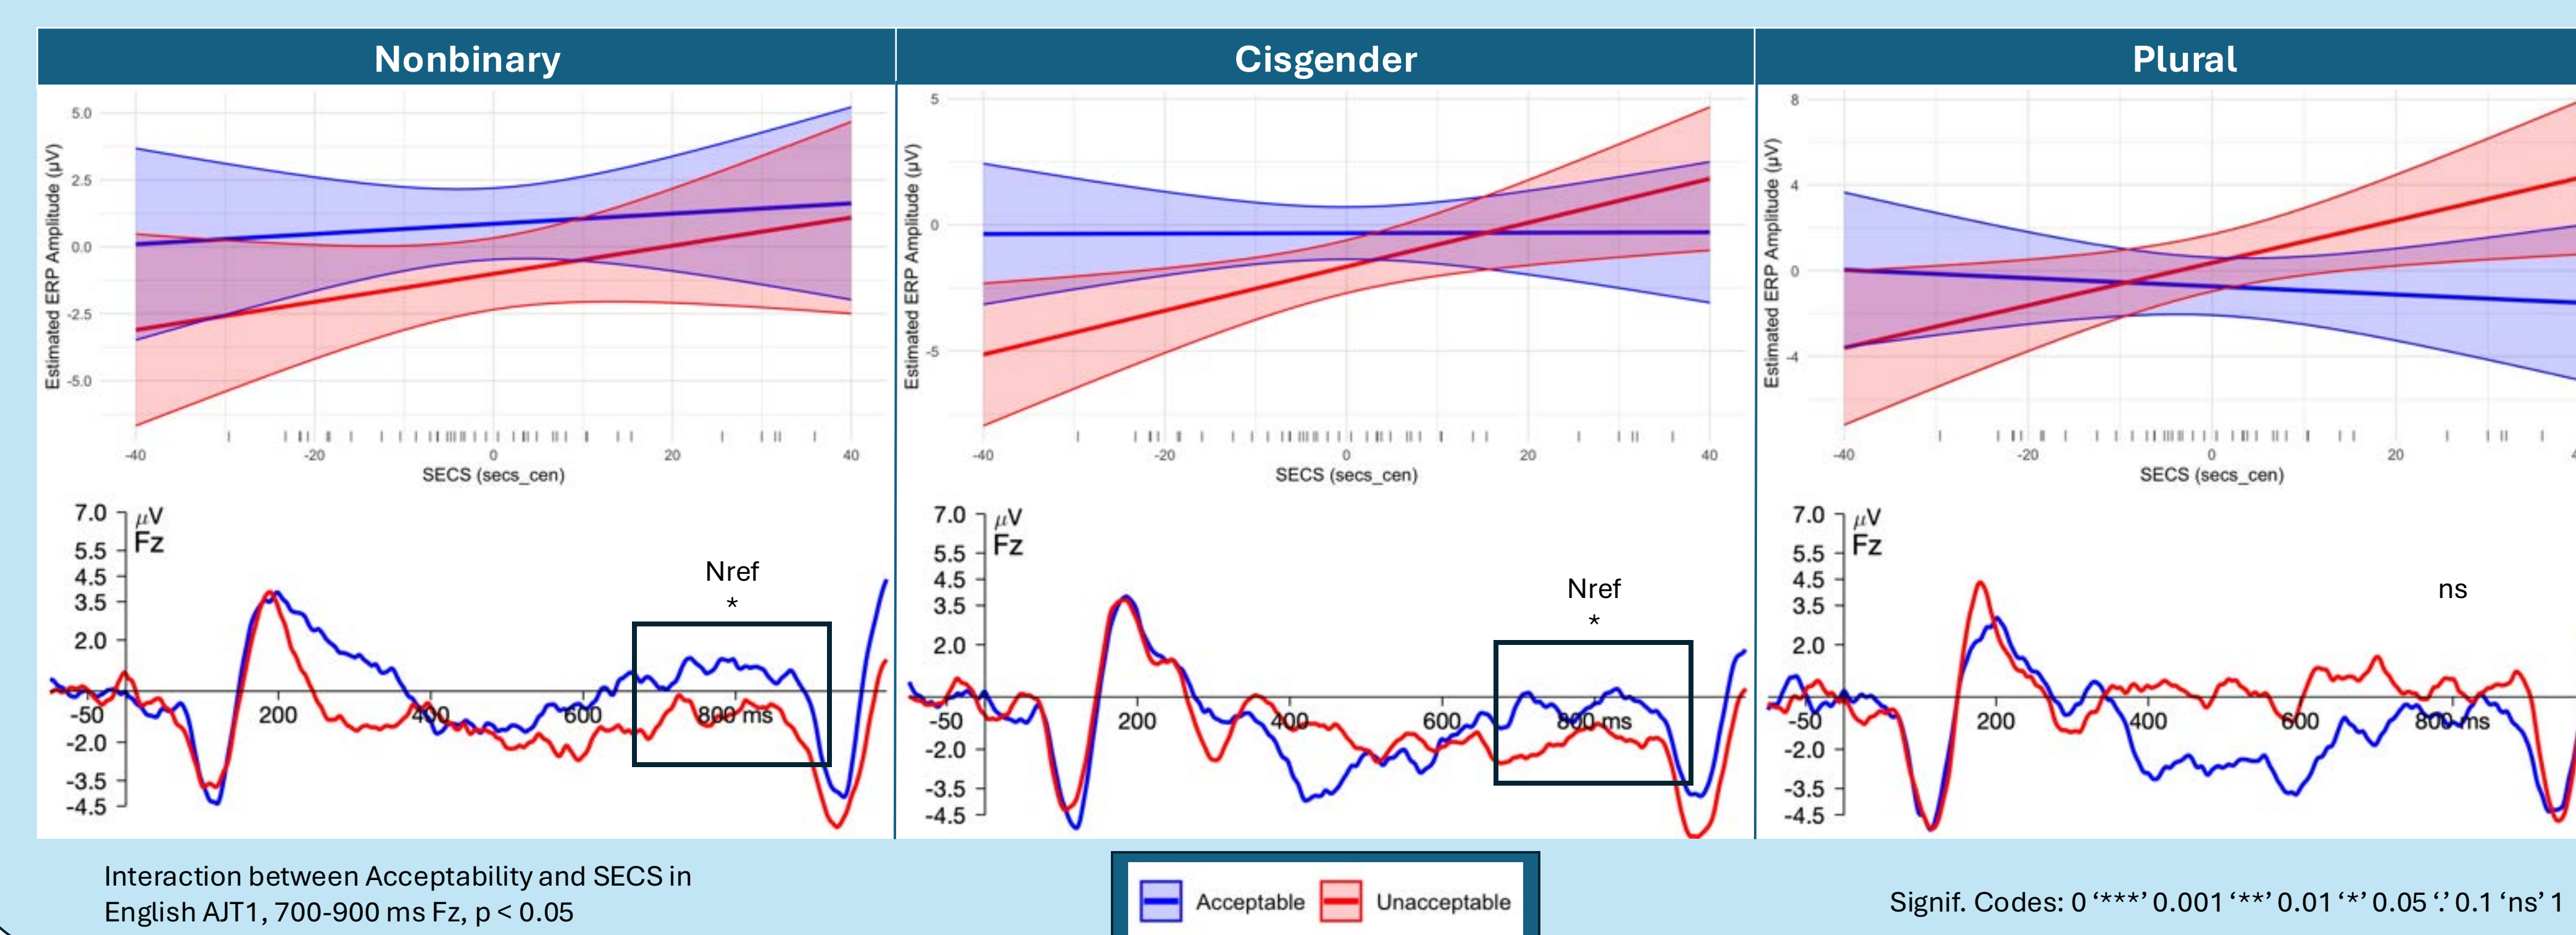 Nonbinary
Cisgender
Plural
Estimated ERP Amplitude (µV)
5.0
2.5
0.0
-2.5
-5.0
-40
-20
0
20
40
SECS (secs_cen)
Estimated ERP Amplitude (µV)
5
0
-5
-40
-20
0
20
40
SECS (secs_cen)
Estimated ERP Amplitude (µV)
8
4
0
-4
-40
-20
0
20
SECS (secs_cen)
7.0
5.5
4.5
3.5
2.0
-2.0
-3.5
-4.5
µV
Fz
-50
200
400
600
800 ms
Nref
*
7.0
5.5
4.5
3.5
2.0
-2.0
-3.5
-4.5
µV
Fz
-50
200
400
600
800 ms
Nref
*
7.0
5.5
4.5
3.5
2.0
-2.0
-3.5
-4.5
µV
Fz
-50
200
400
600
800 ms
ns
Interaction between Acceptability and SECS in
English AJT1, 700-900 ms Fz, p < 0.05
Acceptable
Unacceptable
Signif. Codes: 0 ‘***’ 0.001 ‘**’ 0.01 ‘*’ 0.05 ‘.’ 0.1 ‘ns’ 1